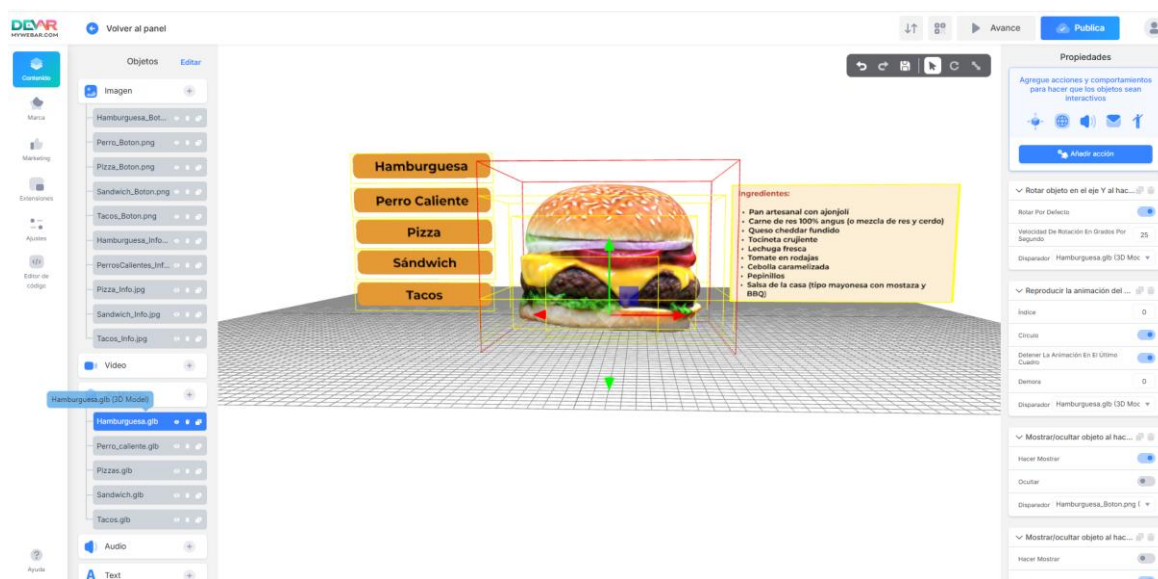 DEVAR
MYWEBAR.COM
Volver al panel
Avance
Publica
Contenido
Marca
Marketing
Extensiones
Ajustes
Editor de
código
Ayuda
Objetos
Editar
Imagen
Hamburguesa_Bot...
Perro_Boton.png
Pizza_Boton.png
Sandwich_Boton.png
Tacos_Boton.png
Hamburguesa_Info...
PerrosCalientes_Inf...
Pizza_Info.jpg
Sandwich_Info.jpg
Tacos_Info.jpg
Video
Hamburguesa.glb (3D Model)
Hamburguesa.glb
Perro_caliente.glb
Pizzas.glb
Sandwich.glb
Tacos.glb
Audio
Text
Hamburguesa
Perro Caliente
Pizza
Sándwich
Tacos
Ingredientes:
• Pan artesanal con ajonjolí
• Carne de res 100% angus (o mezcla de res y cerdo)
• Queso cheddar fundido
• Tocineta crujiente
• Lechuga fresca
• Tomate en rodajas
• Cebolla caramelizada
• Pepinillos
• Salsa de la casa (tipo mayonesa con mostaza y
BBQ)
Propiedades
Agregue acciones y comportamientos
para hacer que los objetos sean
interactivos
Añadir acción
Rotar objeto en el eje Y al hac...
Rotar Por Defecto
Velocidad De Rotación En Grados Por
Segundo 25
Disparador Hamburguesa.glb (3D Moc
Reproducir la animación del ...
Índice 0
Círculo
Detener La Animación En El Último
Cuadro
Demora 0
Disparador Hamburguesa.glb (3D Moc
Mostrar/ocultar objeto al hac...
Hacer Mostrar
Ocultar
Disparador Hamburguesa_Boton.png (
Mostrar/ocultar objeto al hac...
Hacer Mostrar